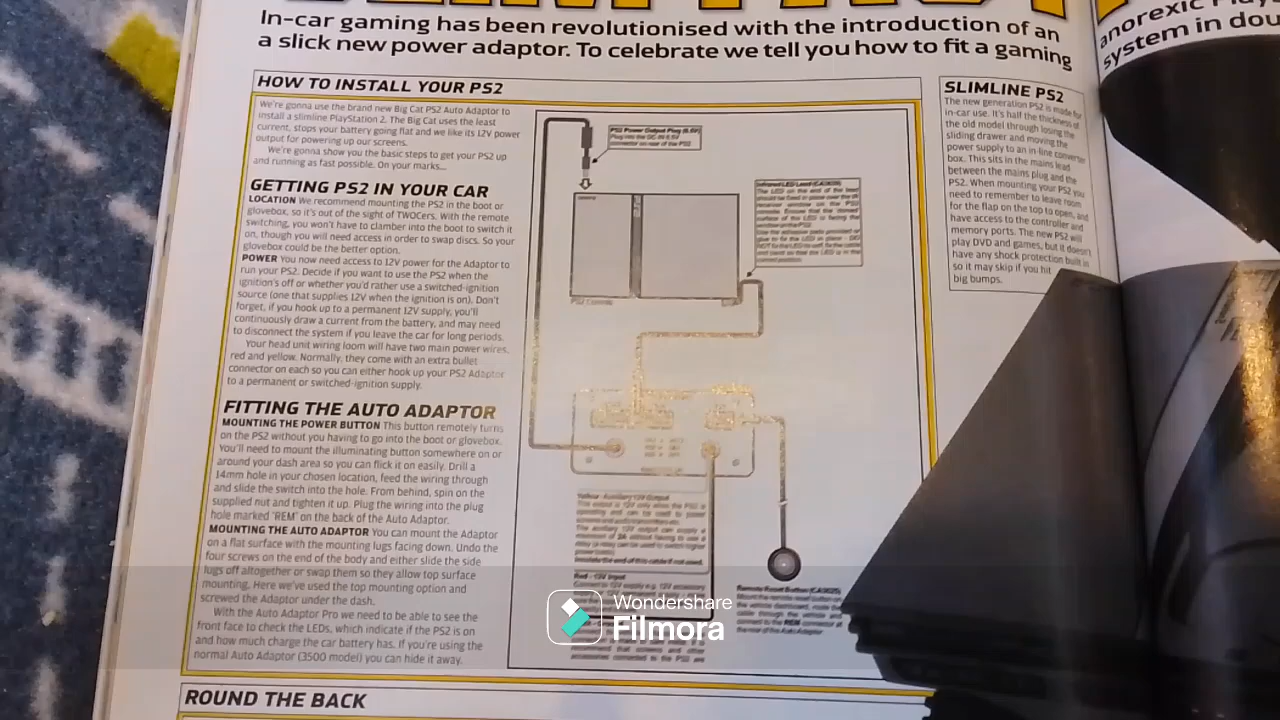 In-car gaming has been revolutionised with the introduction of an
a slick new power adaptor. To celebrate we tell you how to fit a gaming
system in dou
HOW TO INSTALL YOUR PS2
We're gonna use the brand new Big Cat PS2 Auto Adaptor to
install a slimline PlayStation 2. The Big Cat uses the least
current, stops your battery going flat and we like its 12V power
output for powering up our screens.
We're gonna show you the basic steps to get your PS2 up
and running as fast possible. On your marks...
GETTING PS2 IN YOUR CAR
LOCATION We recommend mounting the PS2 in the boot or
glovebox, so it's out of the sight of TWOCers. With the remote
switching, you won't have to clamber into the boot to switch it
on, though you will need access in order to swap discs. So your
glovebox could be the better option.
POWER You now need access to 12V power for the Adaptor to
run your PS2. Decide if you want to use the PS2 when the
ignition's off or whether you'd rather use a switched-ignition
source (one that supplies 12V when the ignition is on). Don't
forget, if you hook up to a permanent 12V supply, you'll
continuously draw a current from the battery, and may need
to disconnect the system if you leave the car for long periods.
Your head unit wiring loom will have two main power wires,
red and yellow. Normally, they come with an extra bullet
connector on each so you can either hook up your PS2 Adaptor
to a permanent or switched-ignition supply.
FITTING THE AUTO ADAPTOR
MOUNTING THE POWER BUTTON This button remotely turns
on the PS2 without you having to go into the boot or glovebox.
You'll need to mount the illuminating button somewhere on or
around your dash area so you can flick it on easily. Drill a
14mm hole in your chosen location, feed the wiring through
and slide the switch into the hole. From behind, spin on the
supplied nut and tighten it up. Plug the wiring into the plug
hole marked 'REM' on the back of the Auto Adaptor.
MOUNTING THE AUTO ADAPTOR You can mount the Adaptor
on a flat surface with the mounting lugs facing down. Undo the
four screws on the end of the body and either slide the side
lugs off altogether or swap them so they allow top surface
mounting. Here we've used the top mounting option and
screwed the Adaptor under the dash.
With the Auto Adaptor Pro we need to be able to see the
front face to check the LEDs, which indicate if the PS2 is on
and how much charge the car battery has. If you're using the
normal Auto Adaptor (3500 model) you can hide it away.
PS2 Power Output Plug
Yellow - Auxiliary 12V Output
Red - 12V Input
Remote Reset Button
SLIMLINE PS2
The new generation PS2 is made for
in-car use. It's half the thickness of
the old model through losing the
sliding drawer and moving the
power supply to an in-line converter
box. This sits in the mains lead
between the mains plug and the
PS2. When mounting your PS2 you
need to remember to leave room
for the flap on the top to open, and
have access to the controller and
memory ports. The new PS2 will
play DVD and games, but it doesn't
have any shock protection built in
so it may skip if you hit
big bumps.
Wondershare
Filmora
ROUND THE BACK